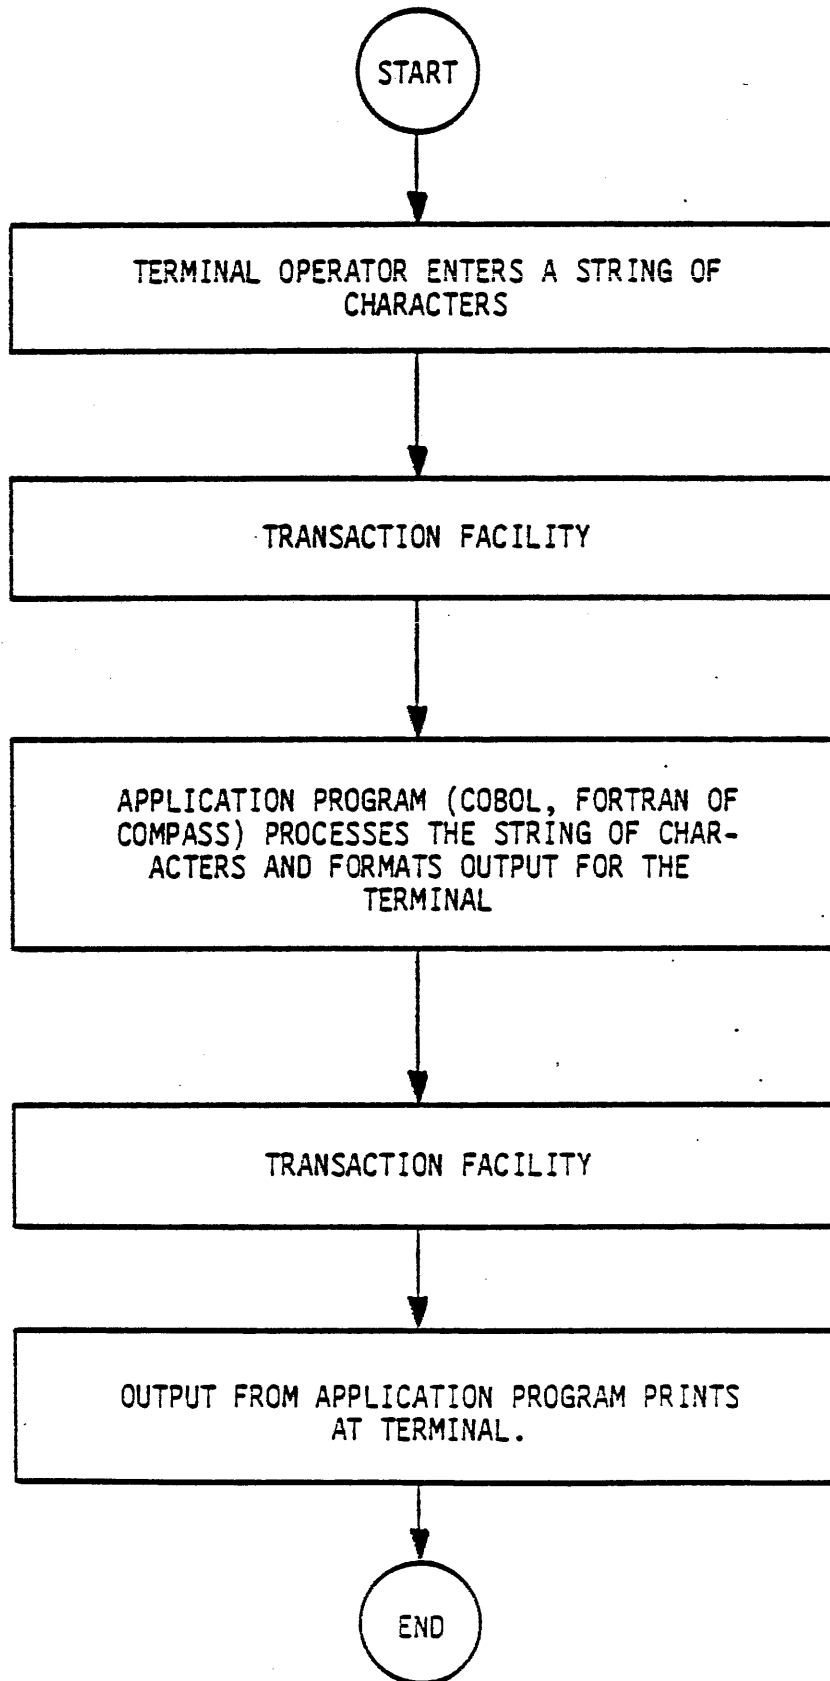 START
TERMINAL OPERATOR ENTERS A STRING OF
CHARACTERS
TRANSACTION FACILITY
APPLICATION PROGRAM (COBOL, FORTRAN OF
COMPASS) PROCESSES THE STRING OF CHAR-
ACTERS AND FORMATS OUTPUT FOR THE
TERMINAL
TRANSACTION FACILITY
OUTPUT FROM APPLICATION PROGRAM PRINTS
AT TERMINAL.
END